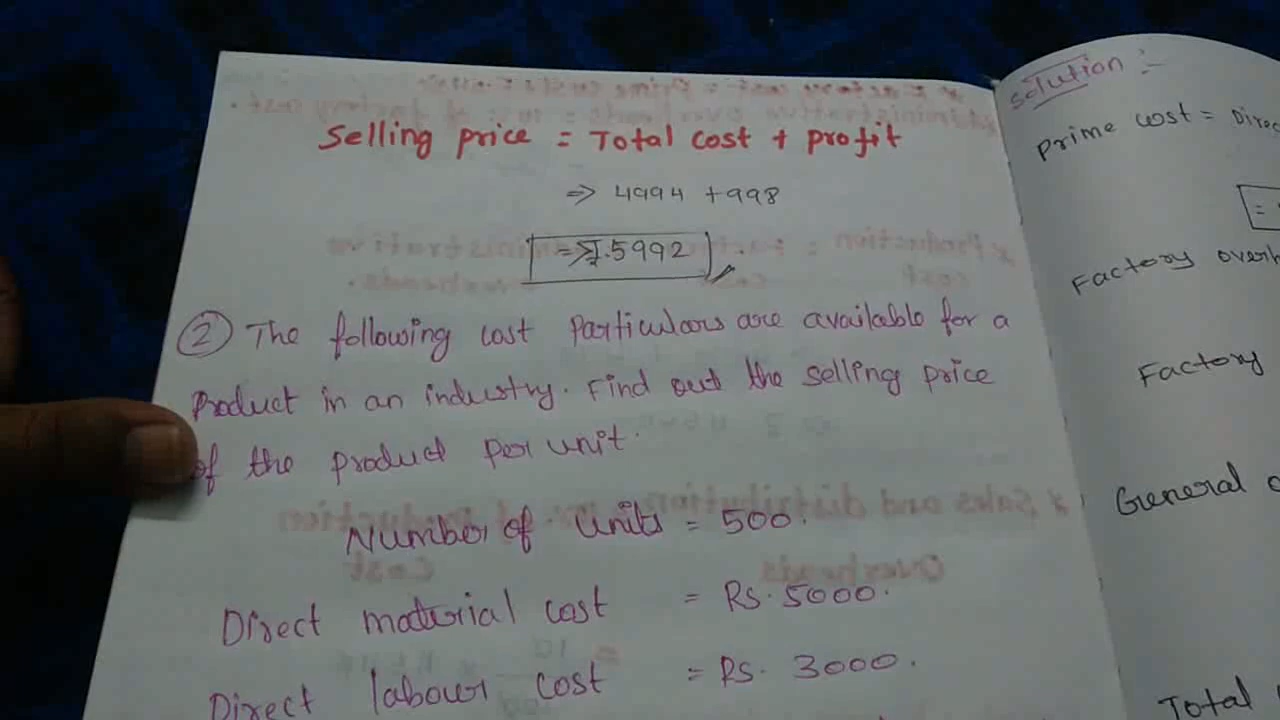 Selling price = Total cost + profit
⇒ 4994 + 998
= 5992
② The following cost particulars are available for a
product in an industry. Find out the selling price
of the product per unit.
Number of units = 500.
Direct material cost = Rs. 5000.
Direct labour cost = Rs. 3000.
Solution :-
Prime cost = Direc
Factory overh
Factory
General o
Total